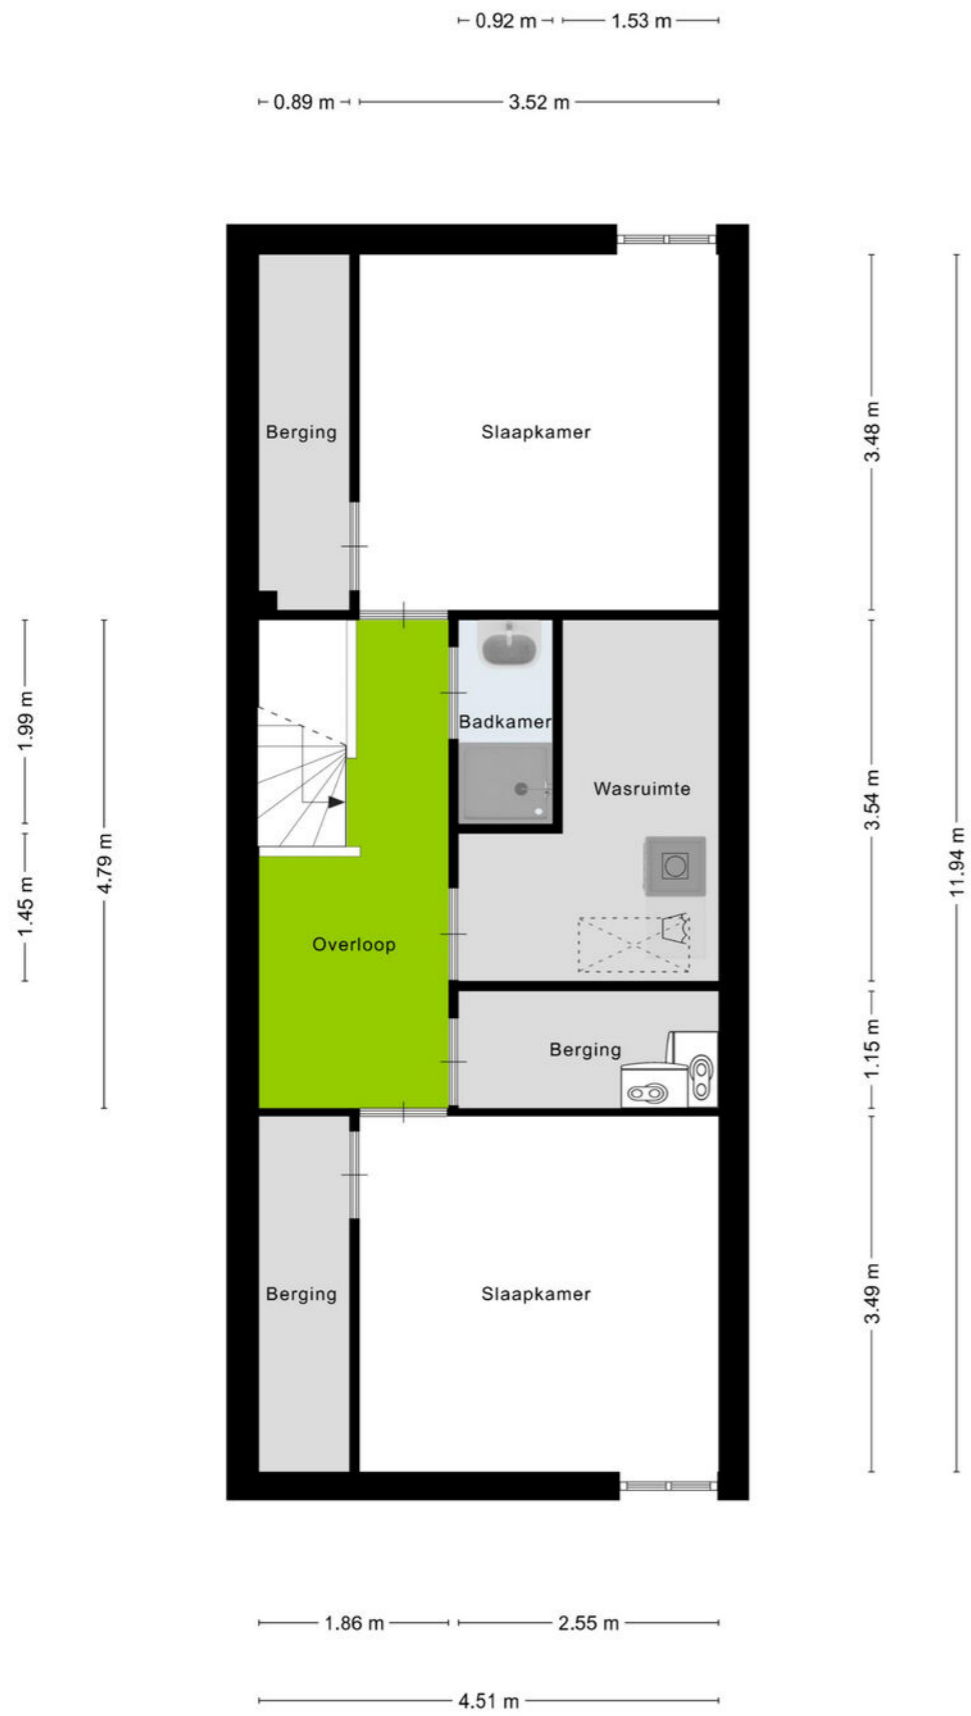 0.92 m
1.53 m
0.89 m
3.52 m
Berging
Slaapkamer
3.48 m
1.99 m
Badkamer
Wasruimte
3.54 m
4.79 m
11.94 m
1.45 m
Overloop
Berging
1.15 m
Berging
Slaapkamer
3.49 m
1.86 m
2.55 m
4.51 m